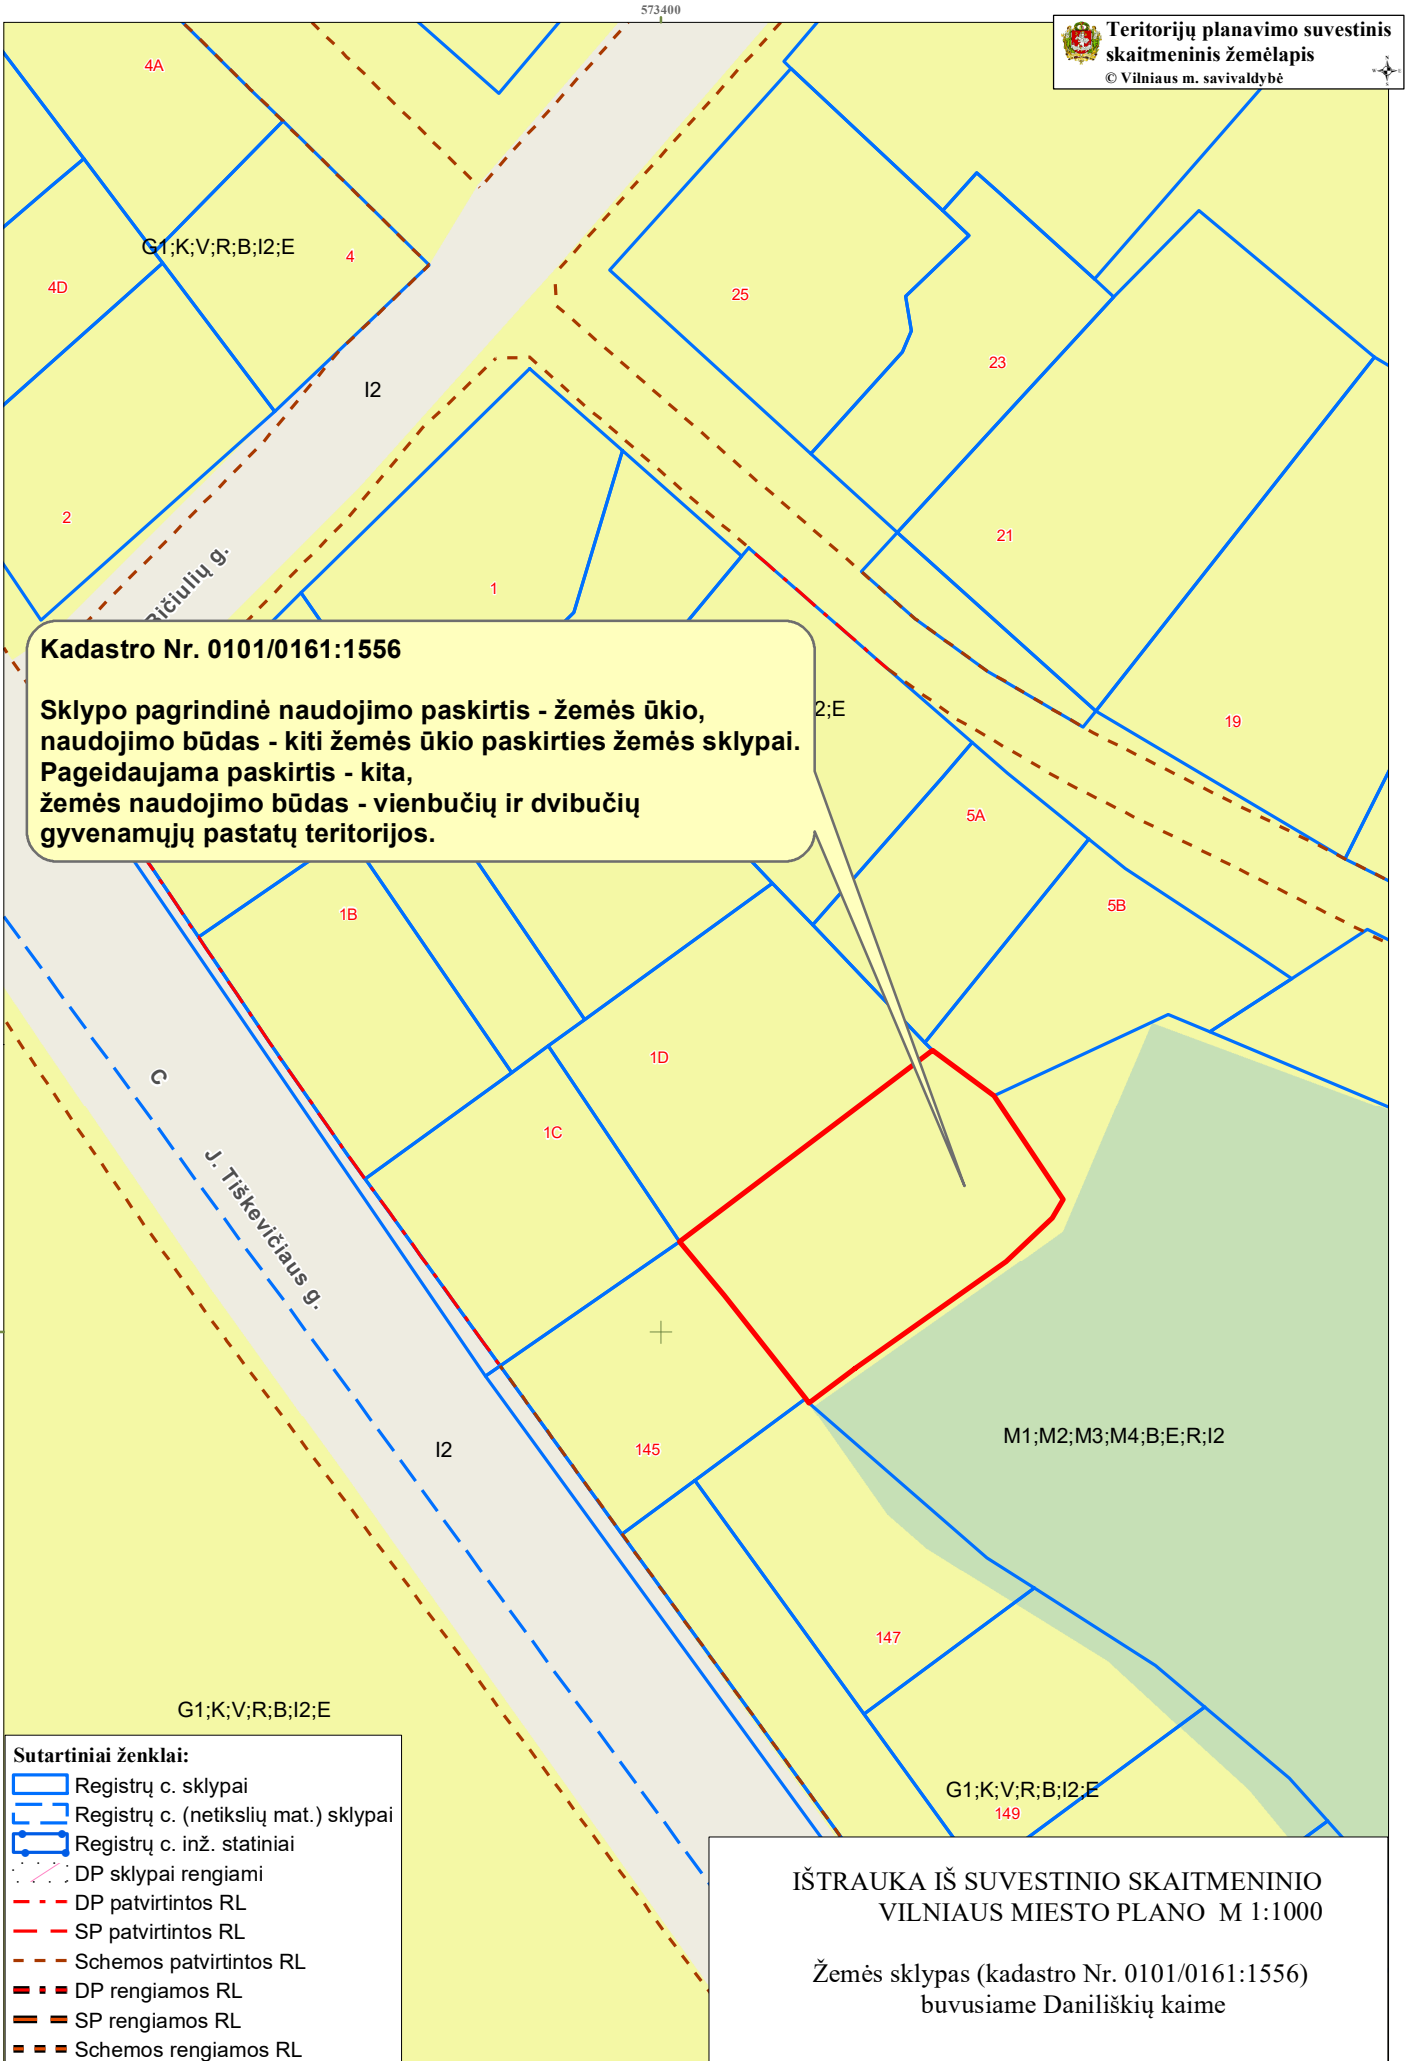 573400
Teritorijų planavimo suvestinis
skaitmeninis žemėlapis
© Vilniaus m. savivaldybė
4A
G1;K;V;R;B;I2;E
4
4D
25
23
I2
2
21
1
Bičiulių g.
Kadastro Nr. 0101/0161:1556
Sklypo pagrindinė naudojimo paskirtis - žemės ūkio,
naudojimo būdas - kiti žemės ūkio paskirties žemės sklypai.
Pageidaujama paskirtis - kita,
žemės naudojimo būdas - vienbučių ir dvibučių
gyvenamųjų pastatų teritorijos.
2;E
19
5A
5B
1B
1D
C
1C
J. Tiškevičiaus g.
M1;M2;M3;M4;B;E;R;I2
I2
145
147
G1;K;V;R;B;I2;E
G1;K;V;R;B;I2;E
149
Sutartiniai ženklai:
Registrų c. sklypai
Registrų c. (netikslių mat.) sklypai
Registrų c. inž. statiniai
DP sklypai rengiami
DP patvirtintos RL
SP patvirtintos RL
Schemos patvirtintos RL
DP rengiamos RL
SP rengiamos RL
Schemos rengiamos RL
IŠTRAUKA IŠ SUVESTINIO SKAITMENINIO
VILNIAUS MIESTO PLANO M 1:1000
Žemės sklypas (kadastro Nr. 0101/0161:1556)
buvusiame Daniliškių kaime